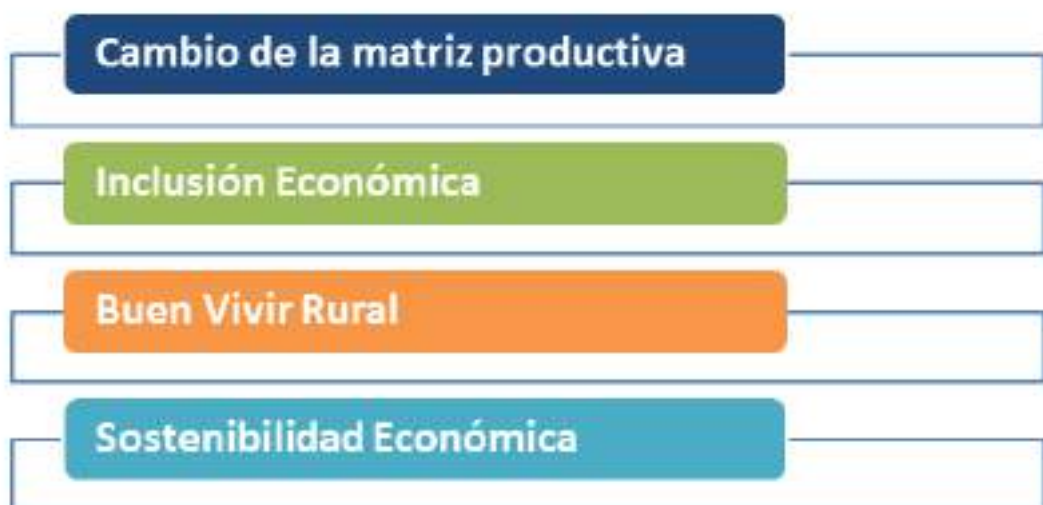 Cambio de la matriz productiva
Inclusión Económica
Buen Vivir Rural
Sostenibilidad Económica